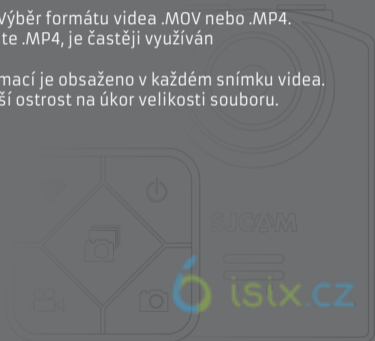 Výběr formátu videa .MOV nebo .MP4.
te .MP4, je častěji využíván
mací je obsaženo v každém snímku videa.
ší ostrost na úkor velikosti souboru.
SJCAM
isix.cz